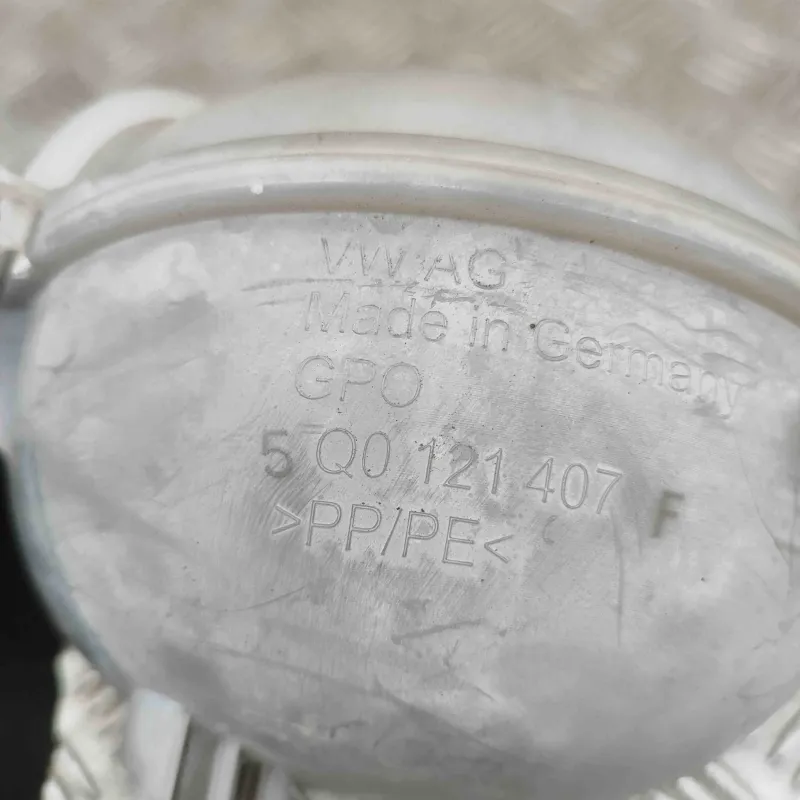 VW AG
Made in Germany
GPO
5 Q0 121 407 F
>PP/PE<